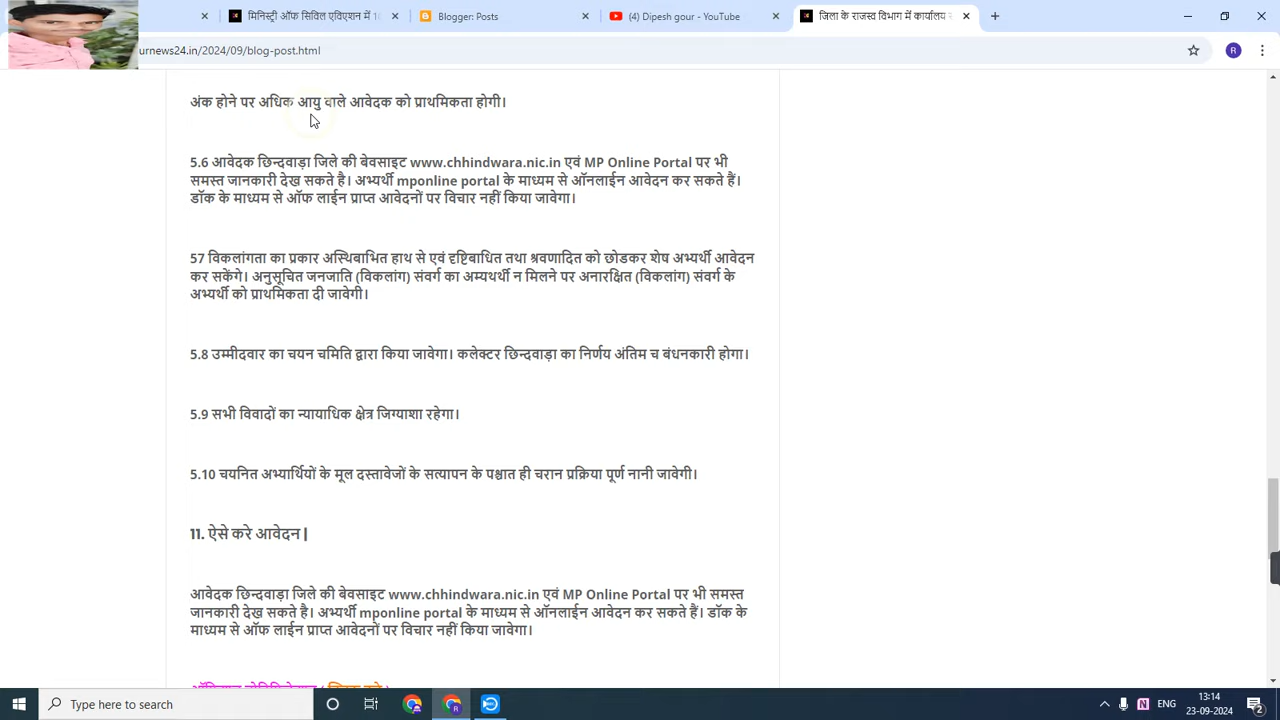 मिनिस्ट्री ऑफ सिविल एविएशन में
Blogger: Posts
(4) Dipesh gour - YouTube
जिला के राजस्व विभाग में कार्यालय
urnews24.in/2024/09/blog-post.html
R
अंक होने पर अधिक आयु वाले आवेदक को प्राथमिकता होगी।
5.6 आवेदक छिन्दवाड़ा जिले की बेवसाइट www.chhindwara.nic.in एवं MP Online Portal पर भी
समस्त जानकारी देख सकते है। अभ्यर्थी mponline portal के माध्यम से ऑनलाईन आवेदन कर सकते हैं।
डॉक के माध्यम से ऑफ लाईन प्राप्त आवेदनों पर विचार नहीं किया जावेगा।
57 विकलांगता का प्रकार अस्थिबाभित हाथ से एवं दृष्टिबाधित तथा श्रवणादित को छोडकर शेष अभ्यर्थी आवेदन
कर सकेंगे। अनुसूचित जनजाति (विकलांग) संवर्ग का अम्यथर्थी न मिलने पर अनारक्षित (विकलांग) संवर्ग के
अभ्यर्थी को प्राथमिकता दी जावेगी।
5.8 उम्मीदवार का चयन चमिति द्वारा किया जावेगा। कलेक्टर छिन्दवाड़ा का निर्णय अंतिम च बंधनकारी होगा।
5.9 सभी विवादों का न्यायाधिक क्षेत्र जिग्याशा रहेगा।
5.10 चयनित अभ्यार्थियों के मूल दस्तावेजों के सत्यापन के पश्चात ही चरान प्रक्रिया पूर्ण नानी जावेगी।
11. ऐसे करे आवेदन |
आवेदक छिन्दवाड़ा जिले की बेवसाइट www.chhindwara.nic.in एवं MP Online Portal पर भी समस्त
जानकारी देख सकते है। अभ्यर्थी mponline portal के माध्यम से ऑनलाईन आवेदन कर सकते हैं। डॉक के
माध्यम से ऑफ लाईन प्राप्त आवेदनों पर विचार नहीं किया जावेगा।
Type here to search
13:14
23-09-2024
2